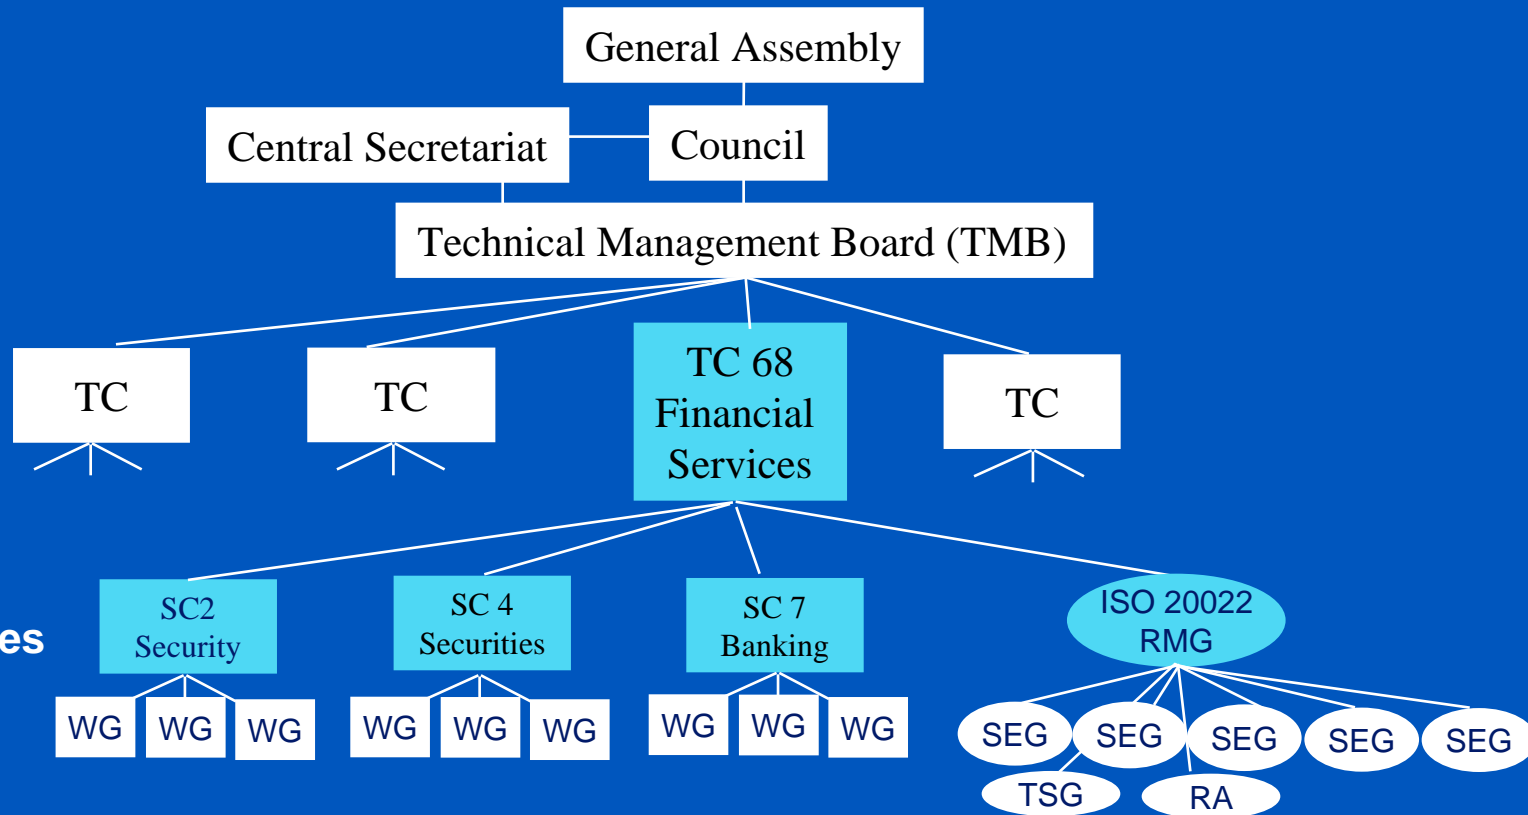 General Assembly
Central Secretariat
Council
Technical Management Board (TMB)
TC
TC
TC 68
Financial
Services
TC
SC2
Security
SC 4
Securities
SC 7
Banking
ISO 20022
RMG
es
WG WG WG
WG WG WG
WG WG WG
SEG SEG SEG SEG SEG
TSG
RA